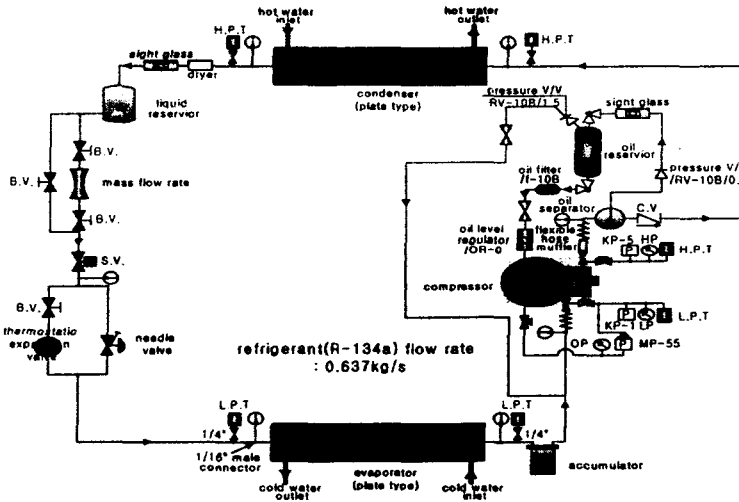 hot water
inlet
hot water
outlet
H.P.T
H.P.T
sight glass
dryer
condenser
(plate type)
liquid
reservior
pressure V/V
RV-10B/1.5
sight glass
oil
reservior
B.V.
B.V.
mass flow rate
B.V.
oil filter
/f-10B
pressure V/
/RV-10B/0.
oil
separator
C.V
oil level
regulator
/OR-0
flexible
hose
muffler
KP-5
HP
H.P.T
S.V.
compressor
B.V.
thermostatic
expansion
valve
needle
valve
KP-1
LP
L.P.T
OP
MP-55
refrigerant(R-134a) flow rate
: 0.637kg/s
L.P.T
L.P.T
1/4"
1/4"
1/16" male
connector
evaporator
(plate type)
accumulator
cold water
outlet
cold water
inlet